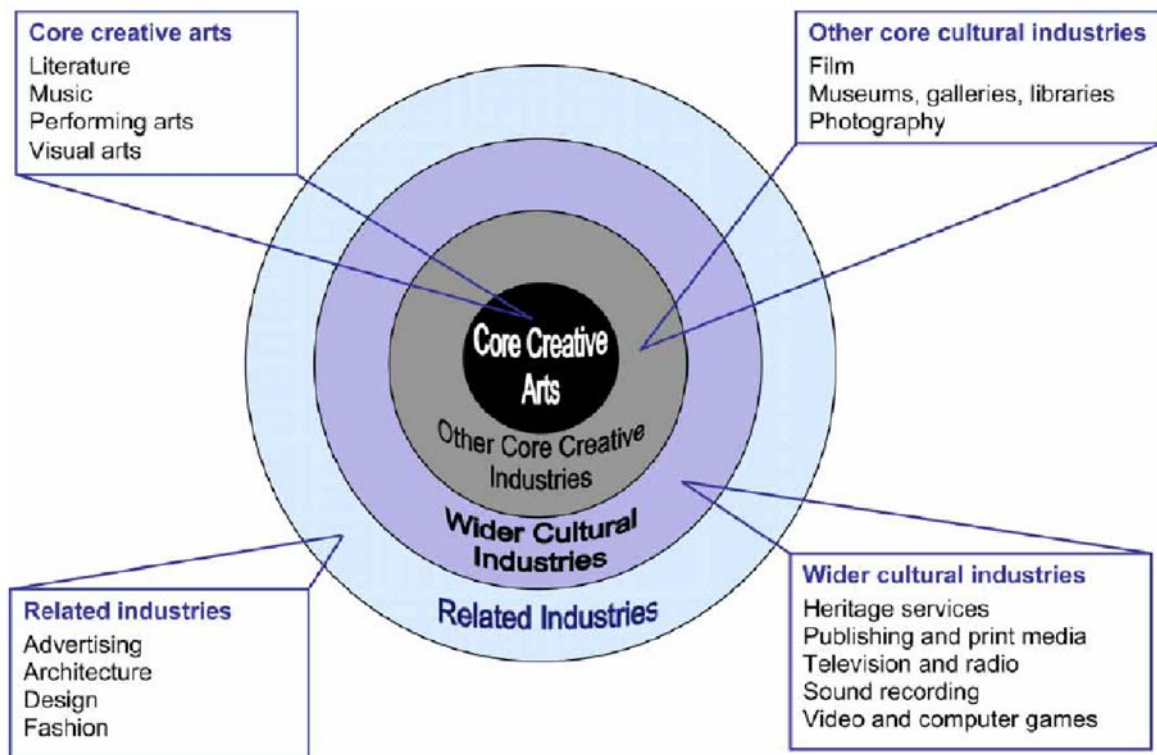 Core creative arts
Literature
Music
Performing arts
Visual arts
Other core cultural industries
Film
Museums, galleries, libraries
Photography
Core Creative
Arts
Other Core Creative
Industries
Wider Cultural
Industries
Related Industries
Related industries
Advertising
Architecture
Design
Fashion
Wider cultural industries
Heritage services
Publishing and print media
Television and radio
Sound recording
Video and computer games